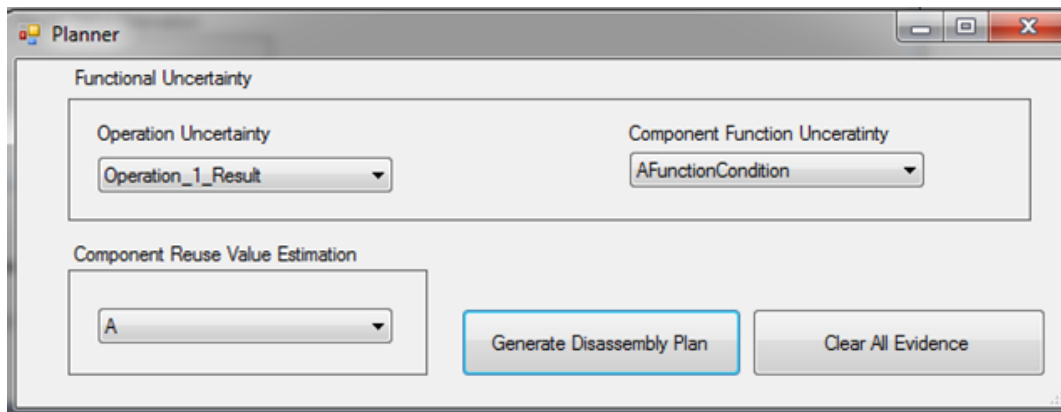 Planner
Functional Uncertainty
Operation Uncertainty
Component Function Unceratinty
Operation_1_Result
AFunctionCondition
Component Reuse Value Estimation
A
Generate Disassembly Plan
Clear All Evidence